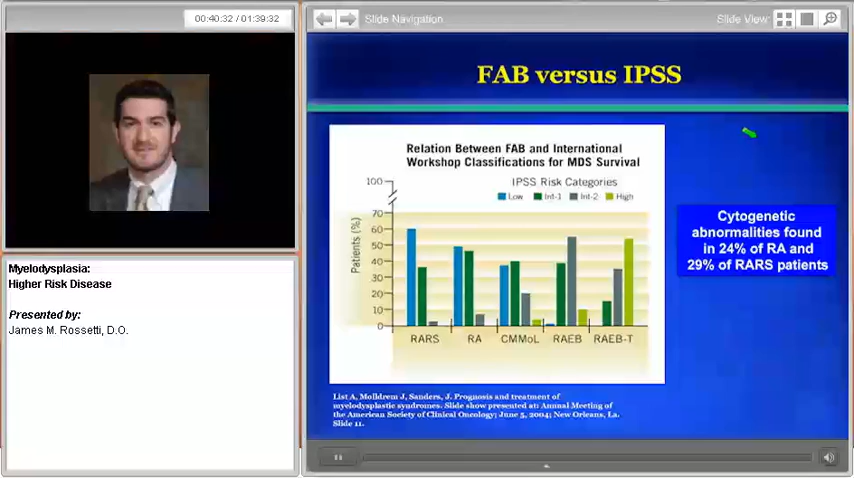 00:40:32 / 01:39:32
Slide Navigation
Slide View:
FAB versus IPSS
Relation Between FAB and International
Workshop Classifications for MDS Survival
IPSS Risk Categories
Low Int-1 Int-2 High
Patients (%)
100
70
60
50
40
30
20
10
0
RARS RA CMMoL RAEB RAEB-T
Cytogenetic
abnormalities found
in 24% of RA and
29% of RARS patients
List A, Molldrem J, Sanders, J. Prognosis and treatment of
myelodysplastic syndromes. Slide show presented at: Annual Meeting of
the American Society of Clinical Oncology; June 5, 2004; New Orleans, La.
Slide 11.
Myelodysplasia:
Higher Risk Disease
Presented by:
James M. Rossetti, D.O.